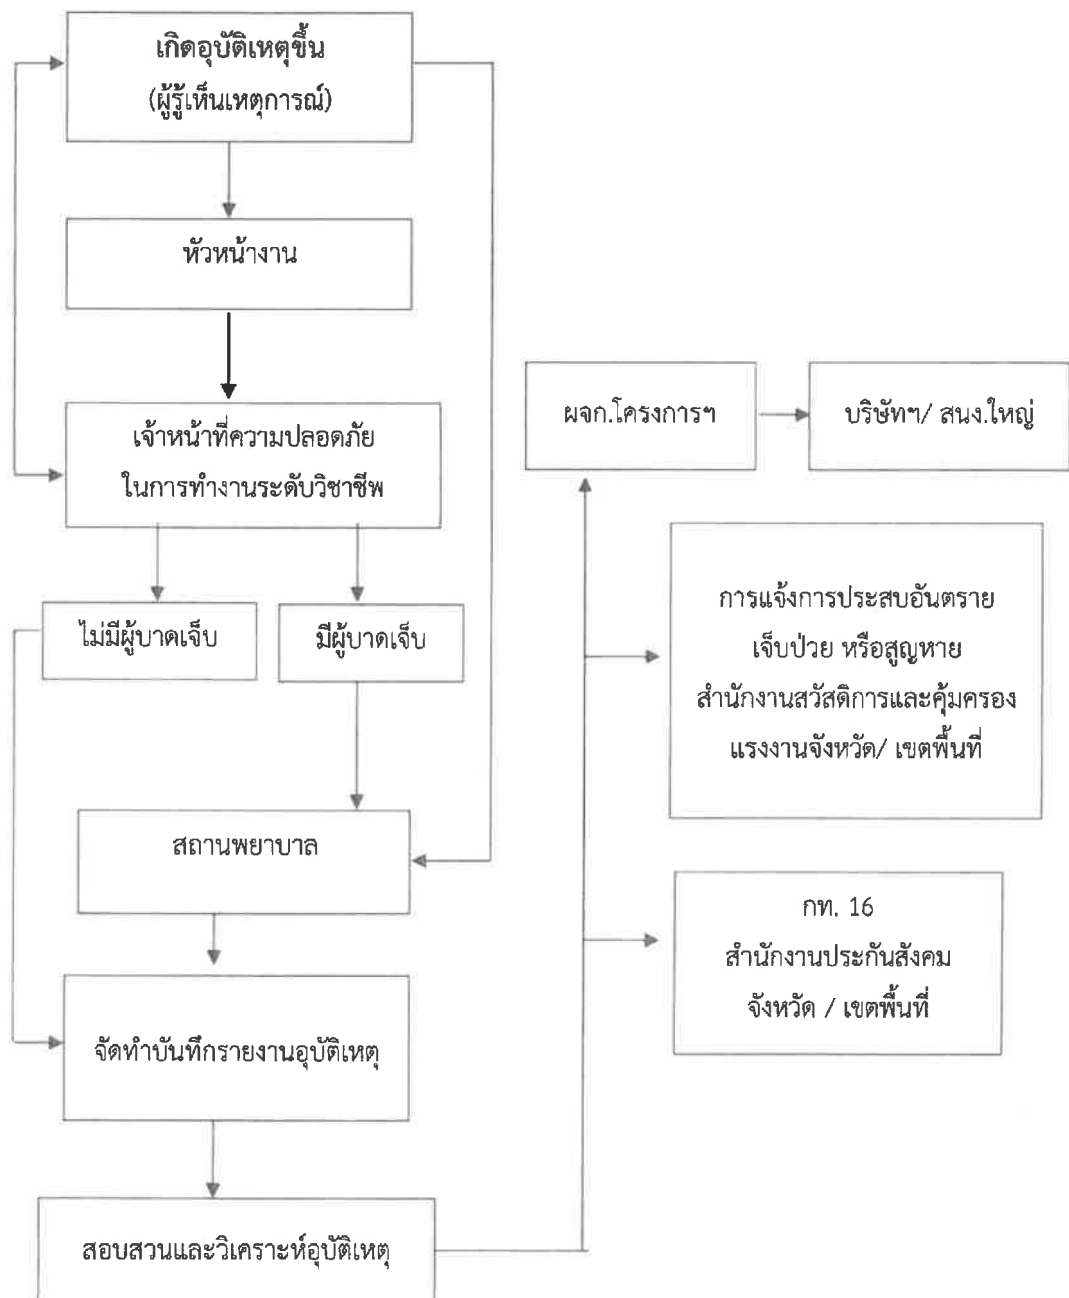 เกิดอุบัติเหตุขึ้น
(ผู้รู้เห็นเหตุการณ์)
หัวหน้างาน
เจ้าหน้าที่ความปลอดภัย
ในการทำงานระดับวิชาชีพ
ไม่มีผู้บาดเจ็บ
มีผู้บาดเจ็บ
สถานพยาบาล
จัดทำบันทึกรายงานอุบัติเหตุ
สอบสวนและวิเคราะห์อุบัติเหตุ
ผจก.โครงการฯ
บริษัทฯ/ สนง.ใหญ่
การแจ้งการประสบอันตราย
เจ็บป่วย หรือสูญหาย
สำนักงานสวัสดิการและคุ้มครอง
แรงงานจังหวัด/ เขตพื้นที่
กท. 16
สำนักงานประกันสังคม
จังหวัด / เขตพื้นที่